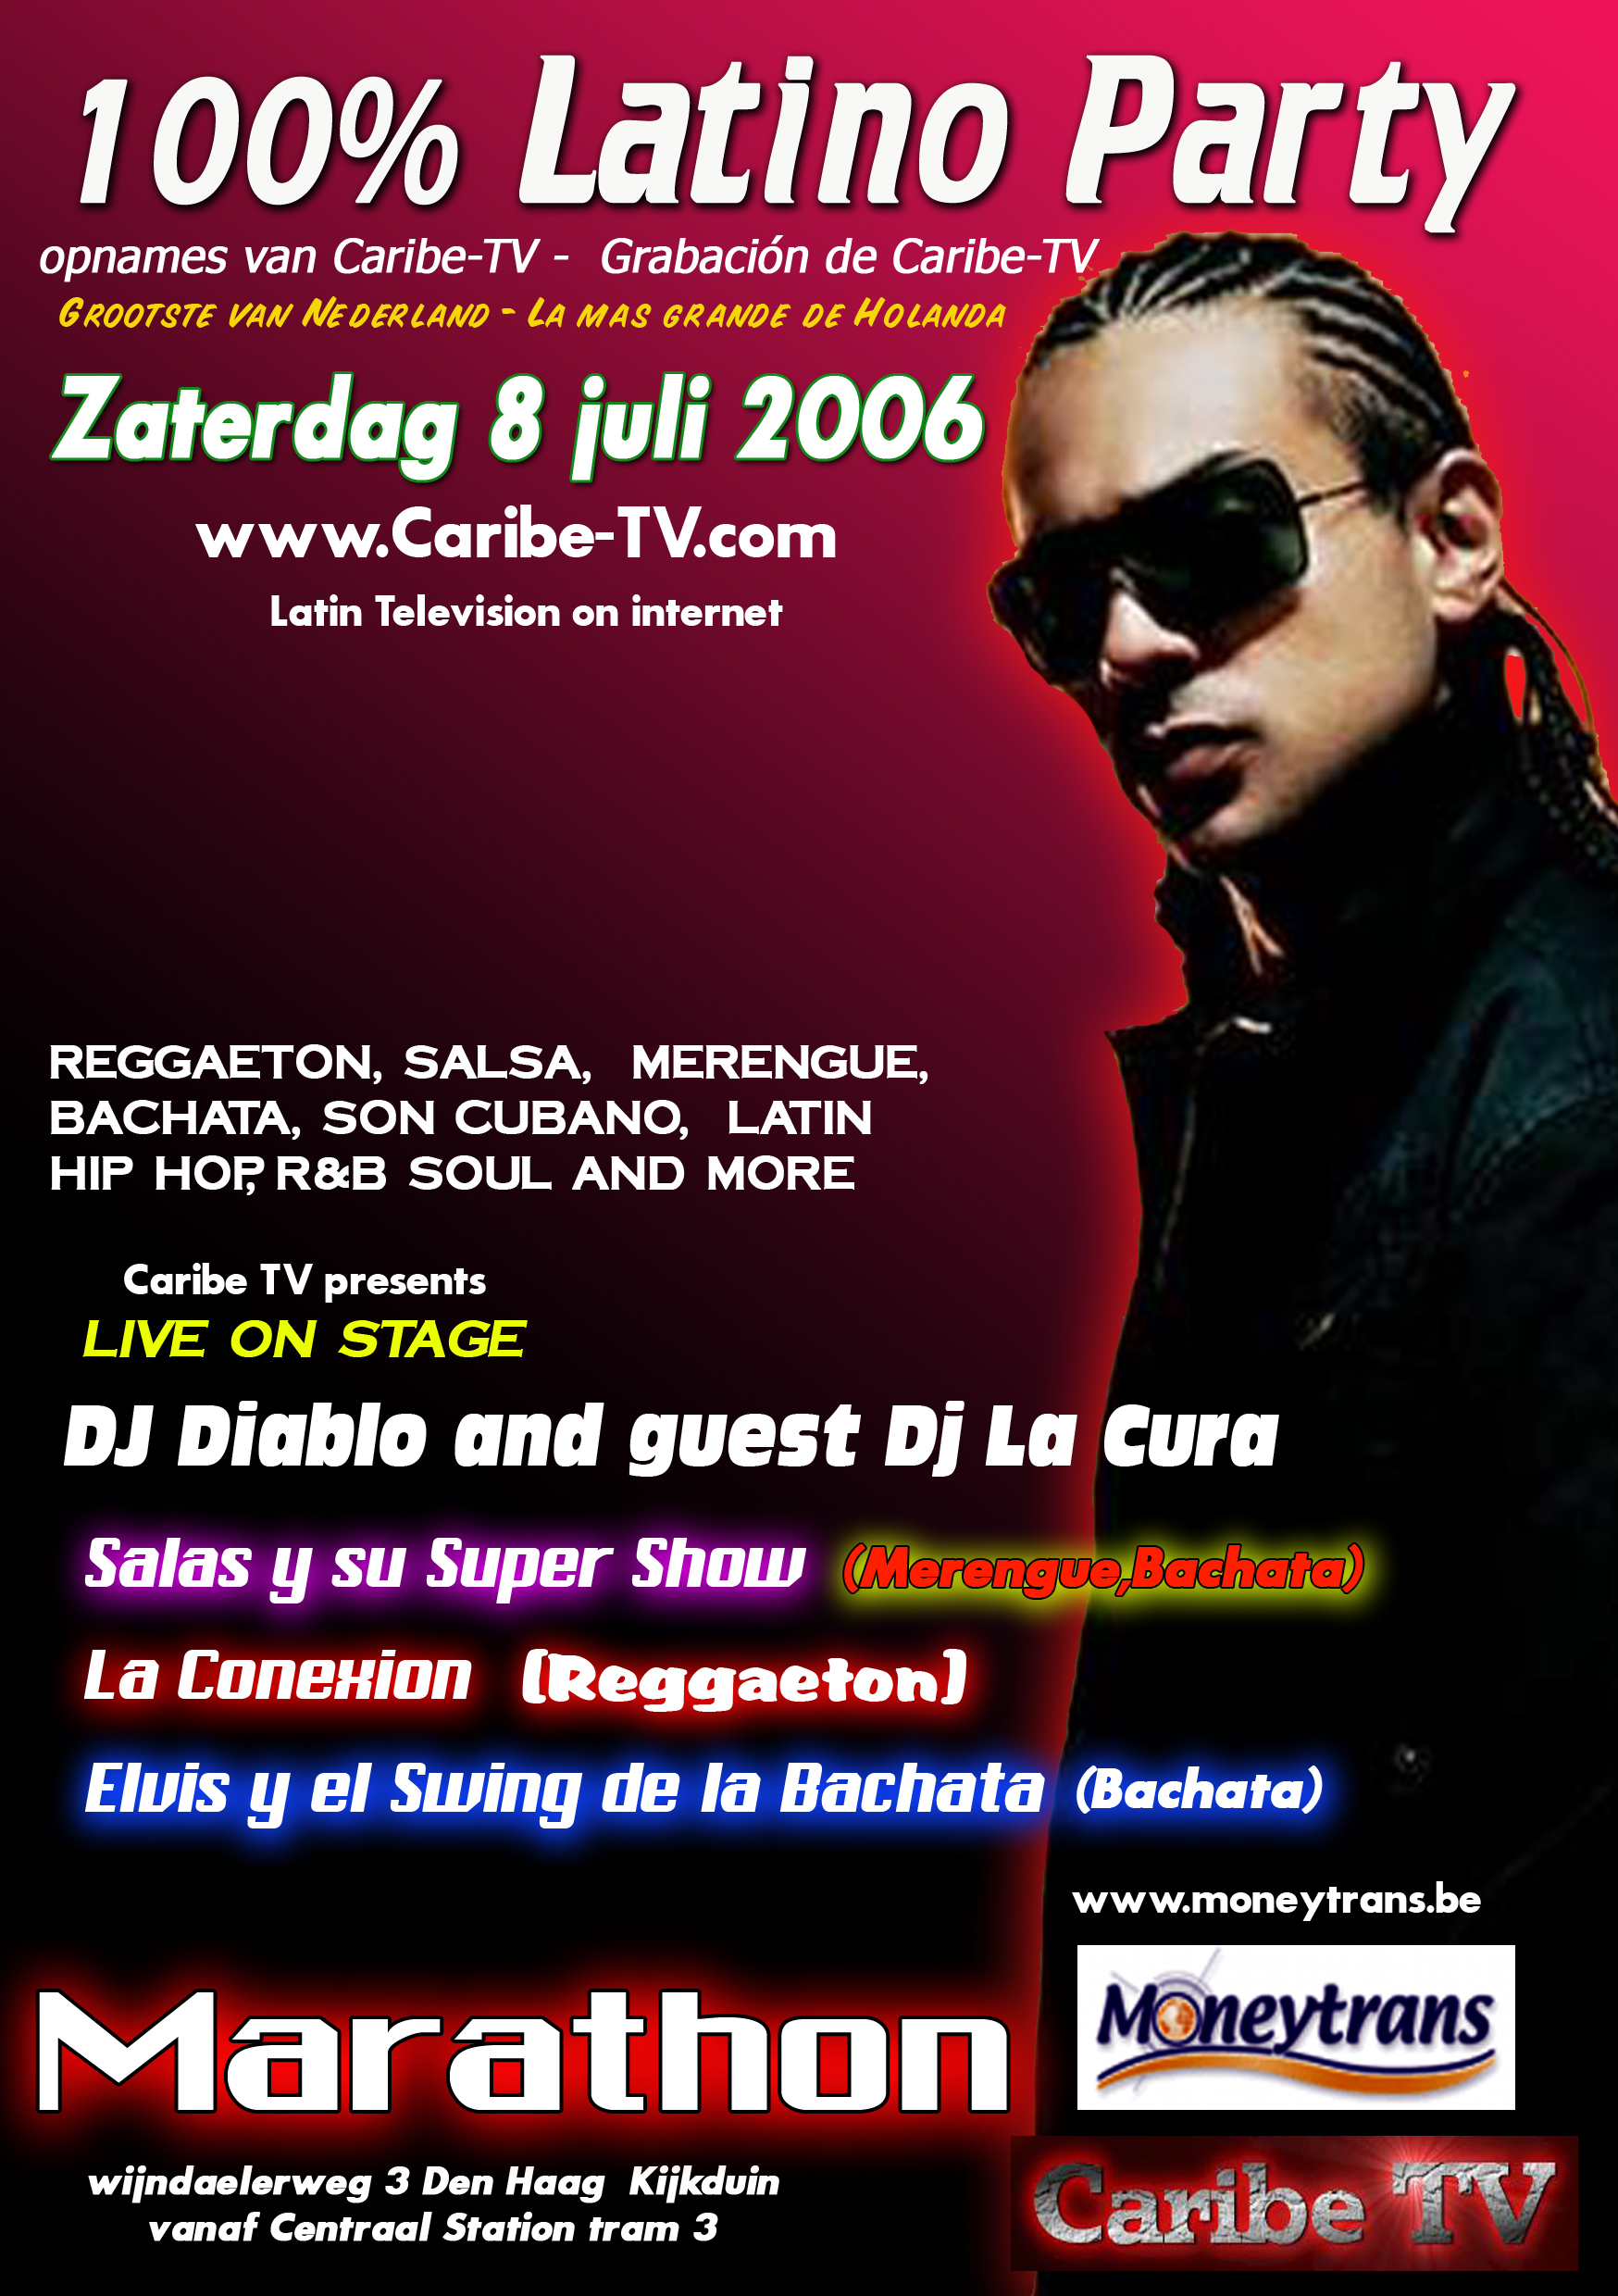 100% Latino Party
opnames van Caribe-TV - Grabación de Caribe-TV
Grootste van Nederland - La mas grande de Holanda
Zaterdag 8 juli 2006
www.Caribe-TV.com
Latin Television on internet
REGGAETON, SALSA, MERENGUE,
BACHATA, SON CUBANO, LATIN
HIP HOP, R&B SOUL AND MORE
Caribe TV presents
LIVE ON STAGE
DJ Diablo and guest Dj La Cura
Salas y su Super Show (Merengue,Bachata)
La Conexion (Reggaeton)
Elvis y el Swing de la Bachata (Bachata)
www.moneytrans.be
Moneytrans
Marathon
wijndaelerweg 3 Den Haag Kijkduin
vanaf Centraal Station tram 3
Caribe TV